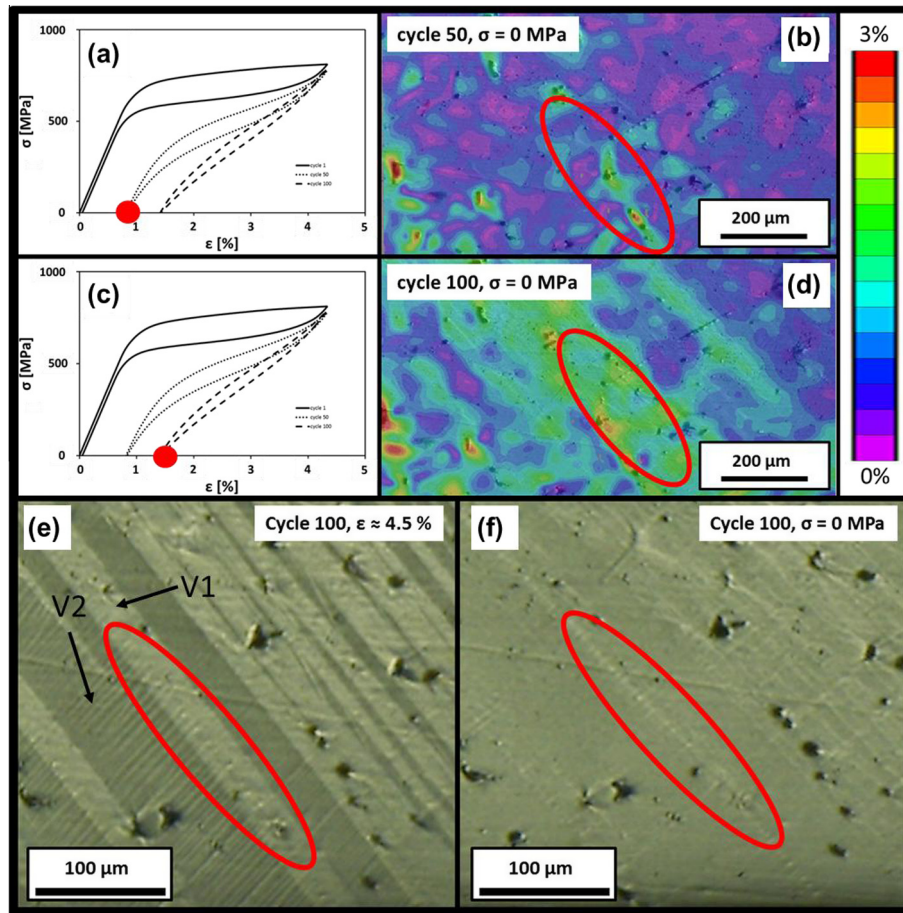 (a)
1000
500
0
σ [MPa]
cycle 1
cycle 50
cycle 100
0 1 2 3 4 5
ε [%]
cycle 50, σ = 0 MPa
(b)
200 µm
3%
0%
(c)
1000
500
0
σ [MPa]
cycle 1
cycle 50
cycle 100
0 1 2 3 4 5
ε [%]
cycle 100, σ = 0 MPa
(d)
200 µm
(e)
Cycle 100, ε ≈ 4.5 %
V1
V2
100 µm
(f)
Cycle 100, σ = 0 MPa
100 µm